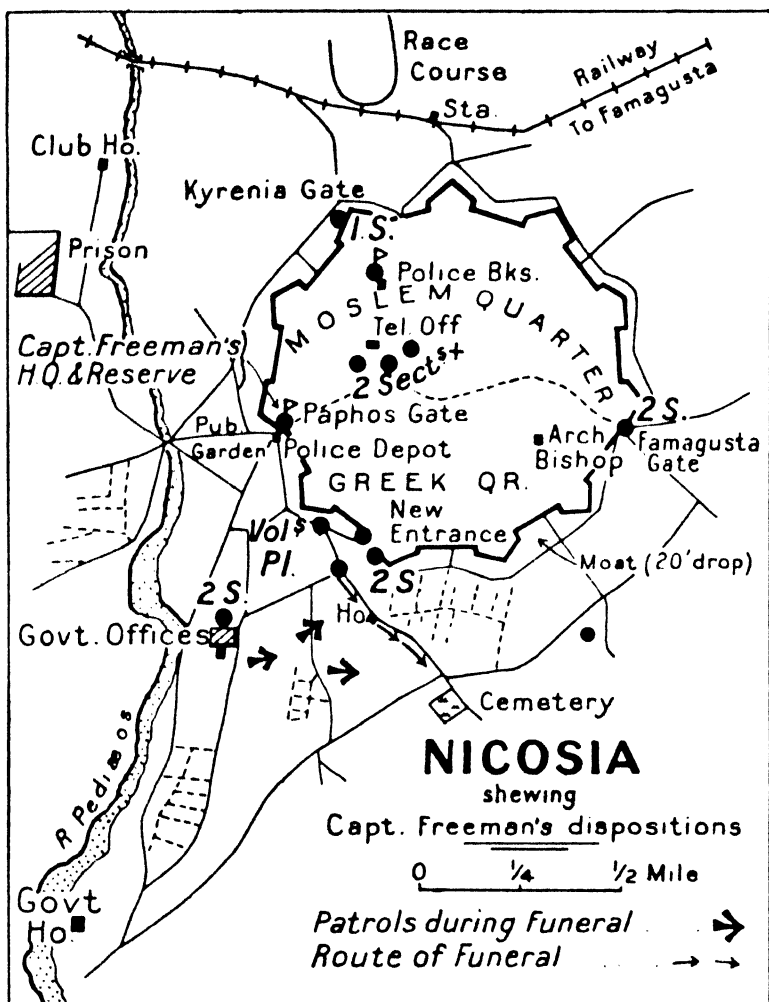 Race
Course
Railway
To Famagusta
Sta.
Club Ho.
Kyrenia Gate
1.S.
Prison
Police Bks.
MOSLEM QUARTER
Tel. Off
Capt. Freeman's
H.Q. & Reserve
2 Sects+
Paphos Gate
2 S.
Pub.
Garden
Police Depot
Arch
Bishop
Famagusta
Gate
GREEK QR.
New
Entrance
Vols
Pl.
2 S.
Moat (20' drop)
2 S.
Ho.
Govt. Offices
Cemetery
R Pediaos
NICOSIA
shewing
Capt. Freeman's dispositions
0 1/4 1/2 Mile
Govt
Ho.
Patrols during Funeral
Route of Funeral